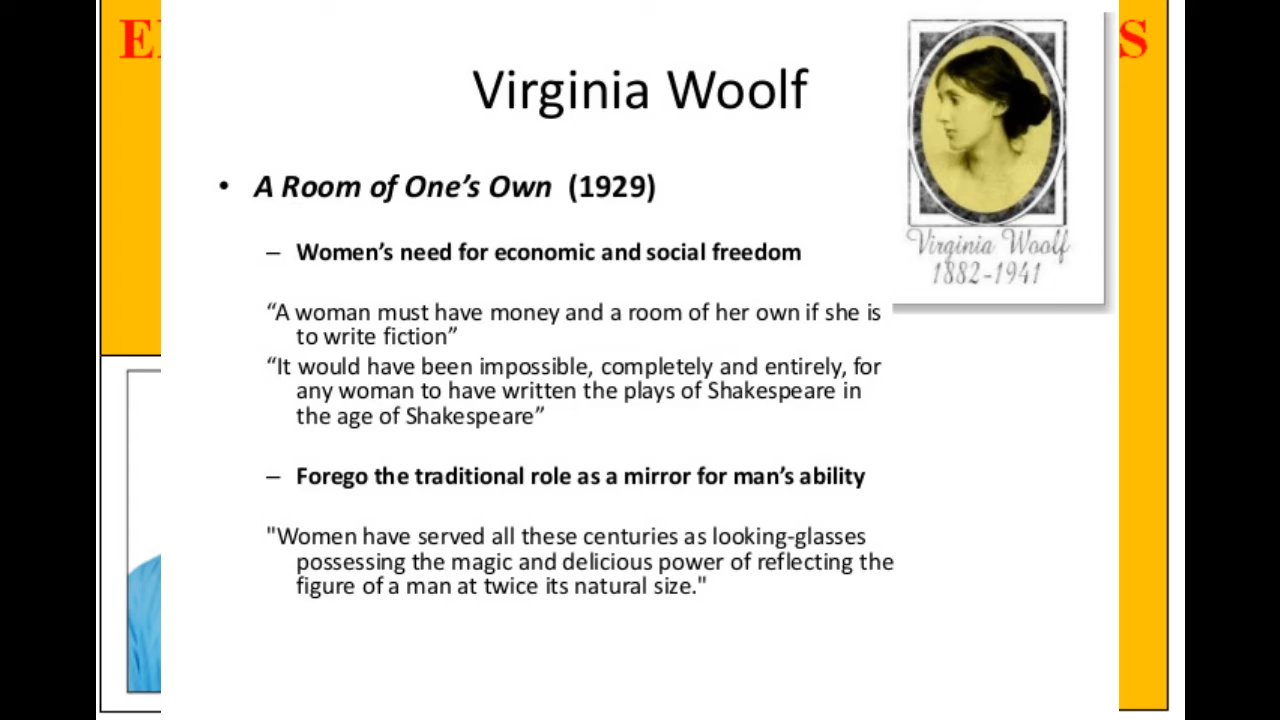 Virginia Woolf
• A Room of One’s Own (1929)
– Women’s need for economic and social freedom
“A woman must have money and a room of her own if she is
to write fiction”
“It would have been impossible, completely and entirely, for
any woman to have written the plays of Shakespeare in
the age of Shakespeare”
– Forego the traditional role as a mirror for man’s ability
"Women have served all these centuries as looking-glasses
possessing the magic and delicious power of reflecting the
figure of a man at twice its natural size."
Virginia Woolf
1882-1941